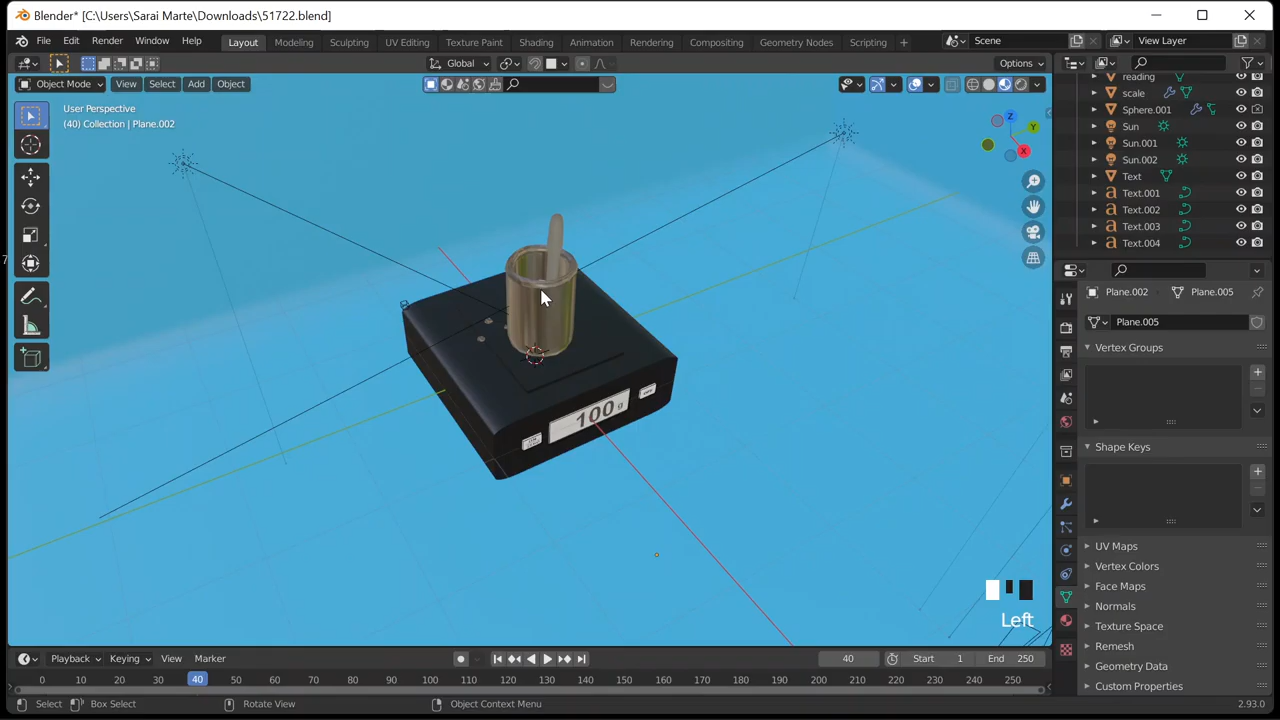 Blender* [C:\Users\Sarai Marte\Downloads\51722.blend]
File Edit Render Window Help Layout Modeling Sculpting UV Editing Texture Paint Shading Animation Rendering Compositing Geometry Nodes Scripting + Scene View Layer
Global Options
Object Mode View Select Add Object
User Perspective
(40) Collection | Plane.002
Z
Y
X
7
100 g
reading
scale
Sphere.001
Sun
Sun.001
Sun.002
Text
Text.001
Text.002
Text.003
Text.004
Plane.002 Plane.005
Plane.005
Vertex Groups
Shape Keys
UV Maps
Vertex Colors
Face Maps
Normals
Texture Space
Remesh
Geometry Data
Custom Properties
Left
Playback Keying View Marker 40 Start 1 End 250
0 10 20 30 40 50 60 70 80 90 100 110 120 130 140 150 160 170 180 190 200 210 220 230 240 250
Select Box Select Rotate View Object Context Menu 2.93.0